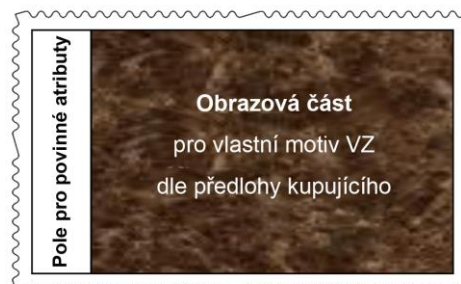 Pole pro povinné atributy
Obrazová část
pro vlastní motiv VZ
dle předlohy kupujícího